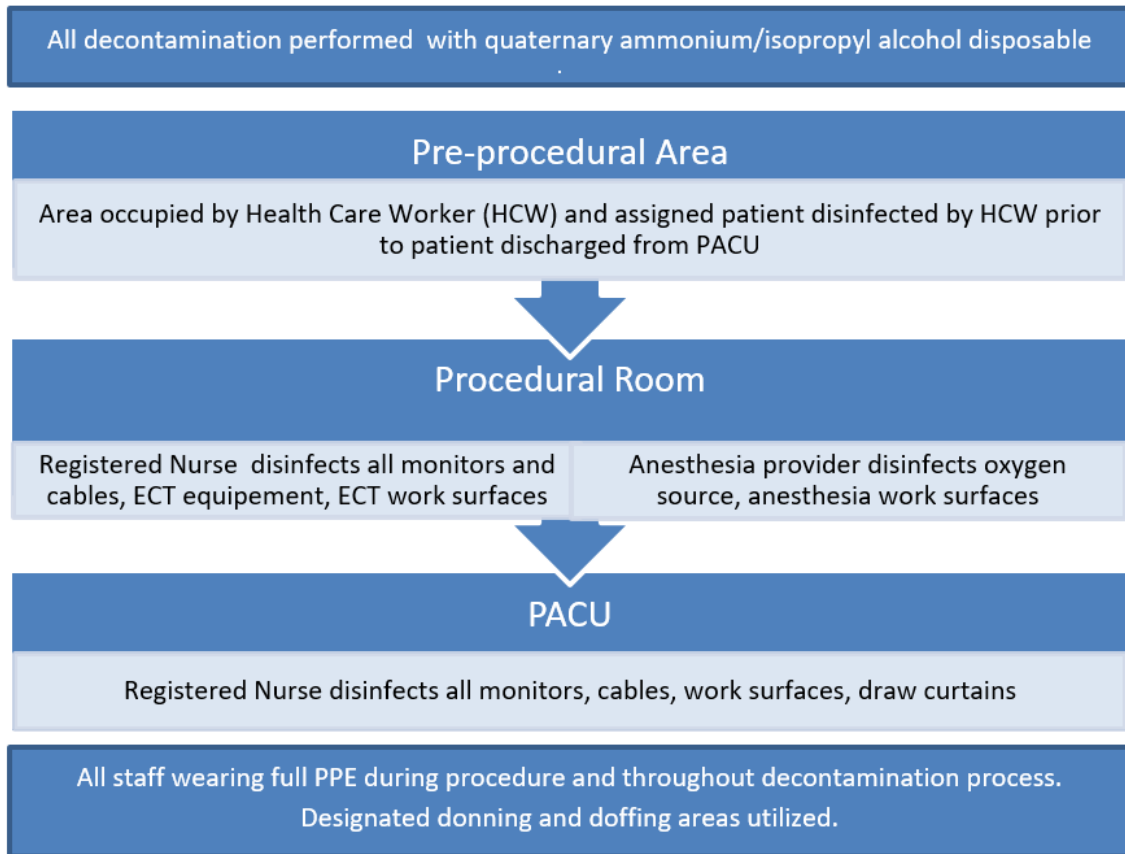 All decontamination performed  with quaternary ammonium/isopropyl alcohol disposable
.
Pre-procedural Area
Area occupied by Health Care Worker (HCW) and assigned patient disinfected by HCW prior
to patient discharged from PACU
Procedural Room
Registered Nurse  disinfects all monitors and
cables, ECT equipement, ECT work surfaces
Anesthesia provider disinfects oxygen
source, anesthesia work surfaces
PACU
Registered Nurse disinfects all monitors, cables, work surfaces, draw curtains
All staff wearing full PPE during procedure and throughout decontamination process.
Designated donning and doffing areas utilized.